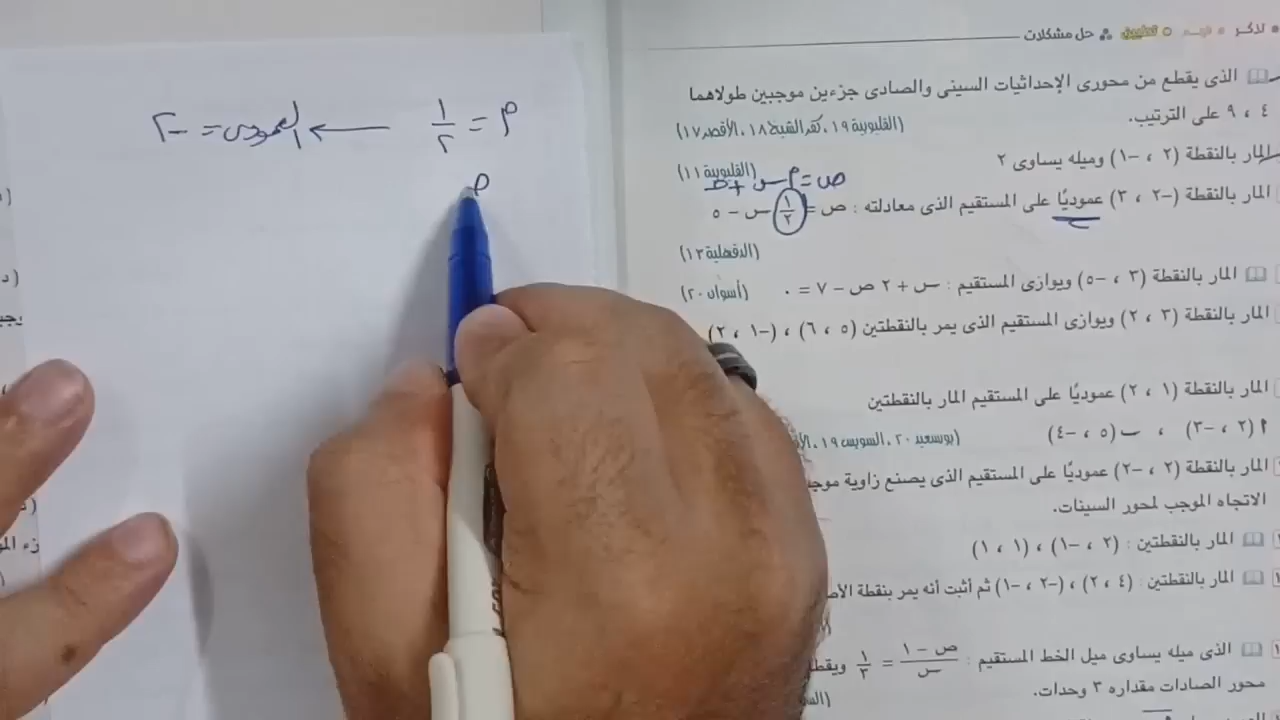 تذكر ○ فهم ○ تطبيق ○ حل مشكلات
الذى يقطع من محورى الإحداثيات السينى والصادى جزءين موجبين طولاهما
٤ ، ٩ على الترتيب. (القليوبية ١٩ ، كفر الشيخ ١٨ ، الأقصر ١٧)
المار بالنقطة (٢ ، -١) وميله يساوى ٢ (القليوبية ١١)
ص = م س + ح
المار بالنقطة (-٢ ، ٣) عموديًا على المستقيم الذى معادلته : ص = ١/٢ س - ٥
(الدقهلية ١٣)
المار بالنقطة (٣ ، -٥) ويوازى المستقيم : س + ٢ ص - ٧ = ٠ (أسوان ٢٠)
المار بالنقطة (٣ ، ٢) ويوازى المستقيم الذى يمر بالنقطتين (٥ ، ٦) ، (-١ ، ٢)
المار بالنقطة (١ ، ٢) عموديًا على المستقيم المار بالنقطتين
أ (٢ ، -٣) ، ب (٥ ، -٤) (بورسعيد ٢٠ ، السويس ١٩ ،
المار بالنقطة (٢ ، -٢) عموديًا على المستقيم الذى يصنع زاوية
الاتجاه الموجب لمحور السينات.
المار بالنقطتين : (٢ ، -١) ، (١ ، ١)
المار بالنقطتين : (٤ ، ٢) ، (-٢ ، -١) ثم أثبت أنه يمر بنقطة
الذى ميله يساوى ميل الخط المستقيم : ص - ١/س = ١/٣
محور الصادات مقداره ٣ وحدات.
م = ١/٢ ← العمودى = -٢